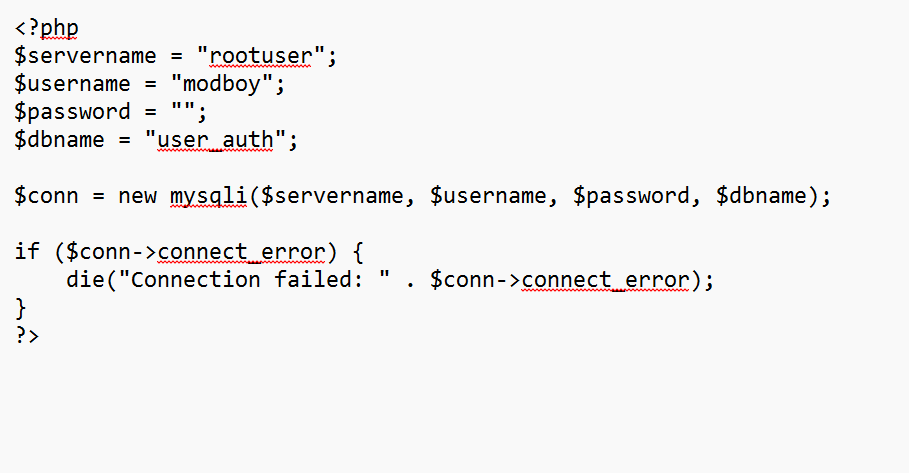 <?php
$servername = "rootuser";
$username = "modboy";
$password = "";
$dbname = "user_auth";
$conn = new mysqli($servername, $username, $password, $dbname);
if ($conn->connect_error) {
    die("Connection failed: " . $conn->connect_error);
}
?>